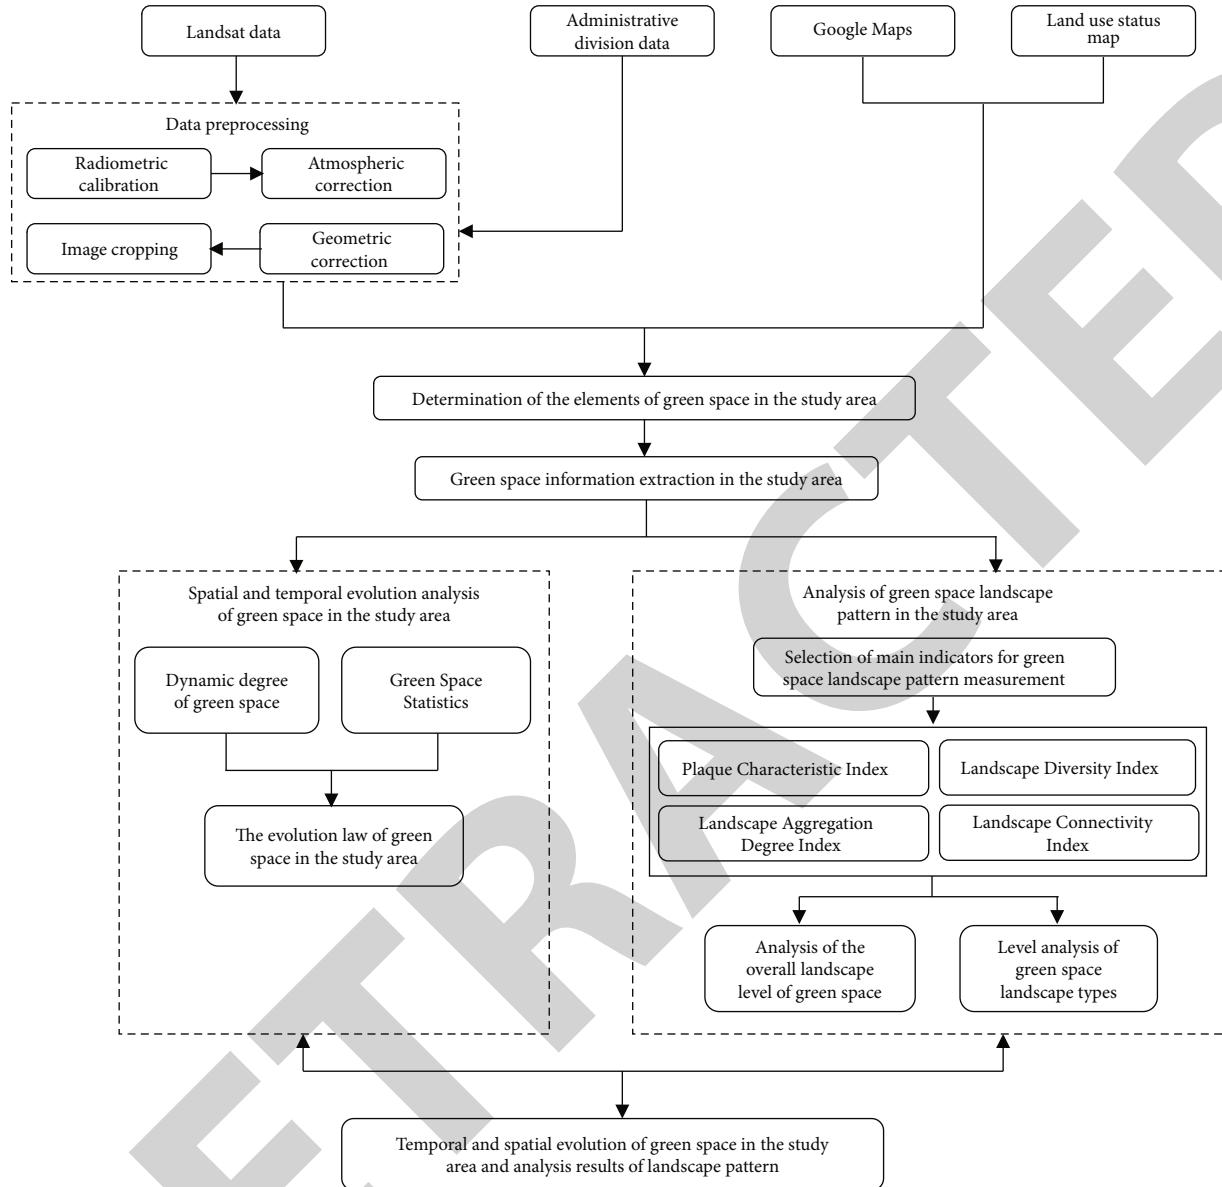 Landsat data
Administrative
division data
Google Maps
Land use status
map
Data preprocessing
Radiometric
calibration
Atmospheric
correction
Image cropping
Geometric
correction
Determination of the elements of green space in the study area
Green space information extraction in the study area
Spatial and temporal evolution analysis
of green space in the study area
Dynamic degree
of green space
Green Space
Statistics
The evolution law of green
space in the study area
Analysis of green space landscape
pattern in the study area
Selection of main indicators for green
space landscape pattern measurement
Plaque Characteristic Index
Landscape Diversity Index
Landscape Aggregation
Degree Index
Landscape Connectivity
Index
Analysis of the
overall landscape
level of green space
Level analysis of
green space
landscape types
Temporal and spatial evolution of green space in the study
area and analysis results of landscape pattern
ETRACTED